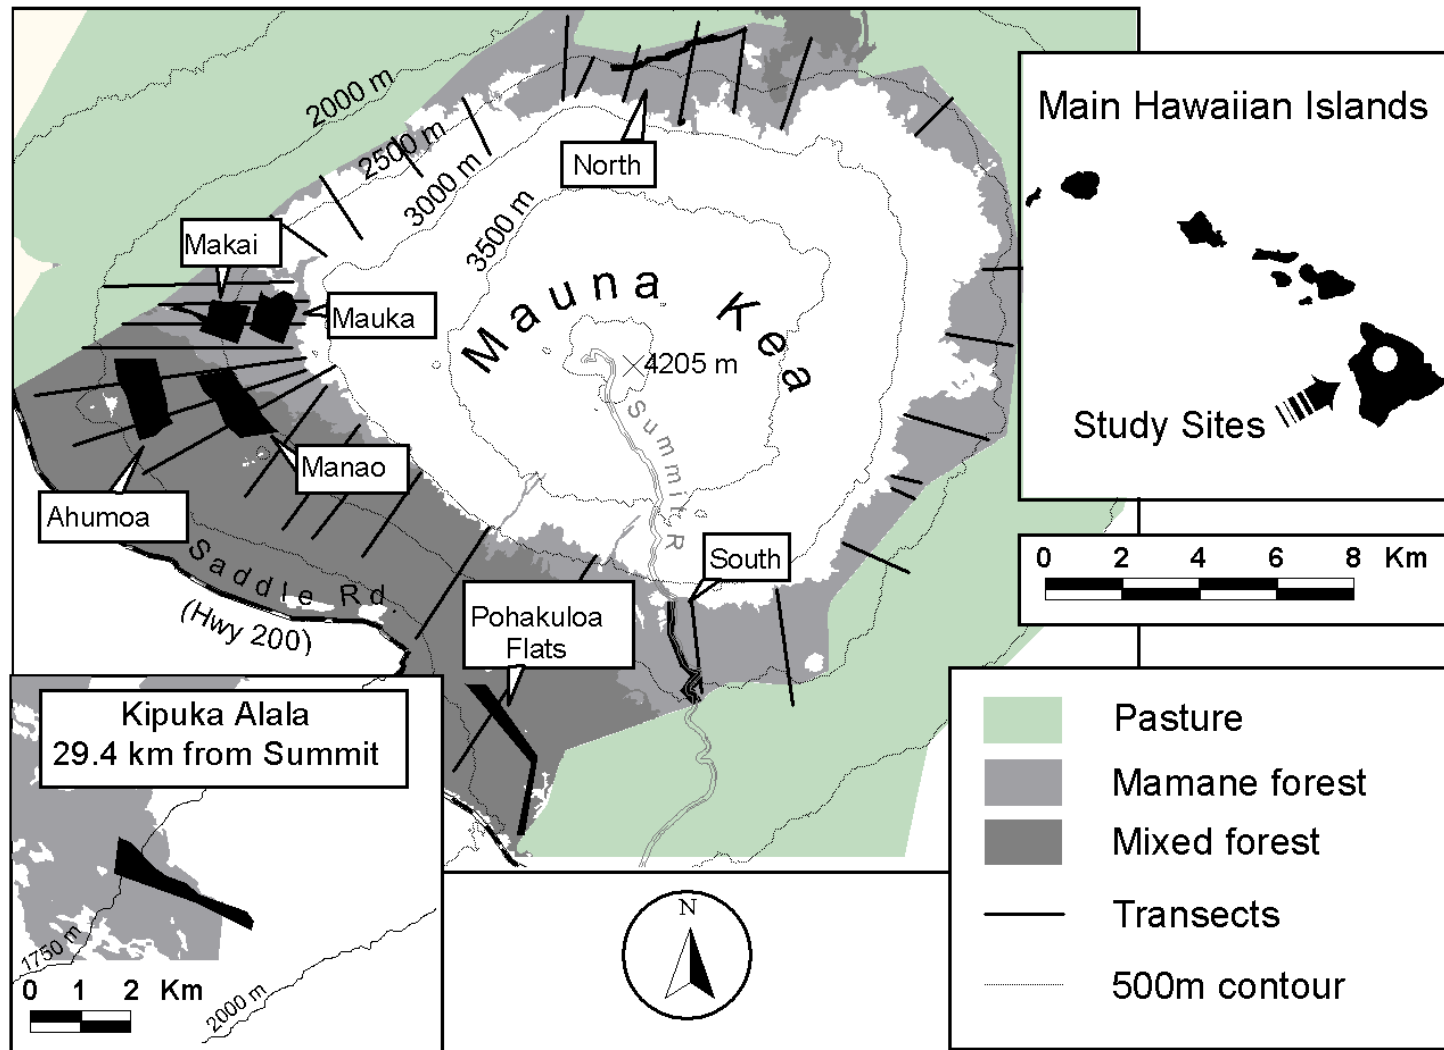 2000 m
2500 m
3000 m
3500 m
North
Makai
Mauka
Mauna Kea
4205 m
Summit R
Manao
Ahumoa
South
Saddle Rd.
(Hwy 200)
Pohakuloa
Flats
Main Hawaiian Islands
Study Sites
0 2 4 6 8 Km
Kipuka Alala
29.4 km from Summit
1750 m
2000 m
0 1 2 Km
N
Pasture
Mamane forest
Mixed forest
Transects
500m contour